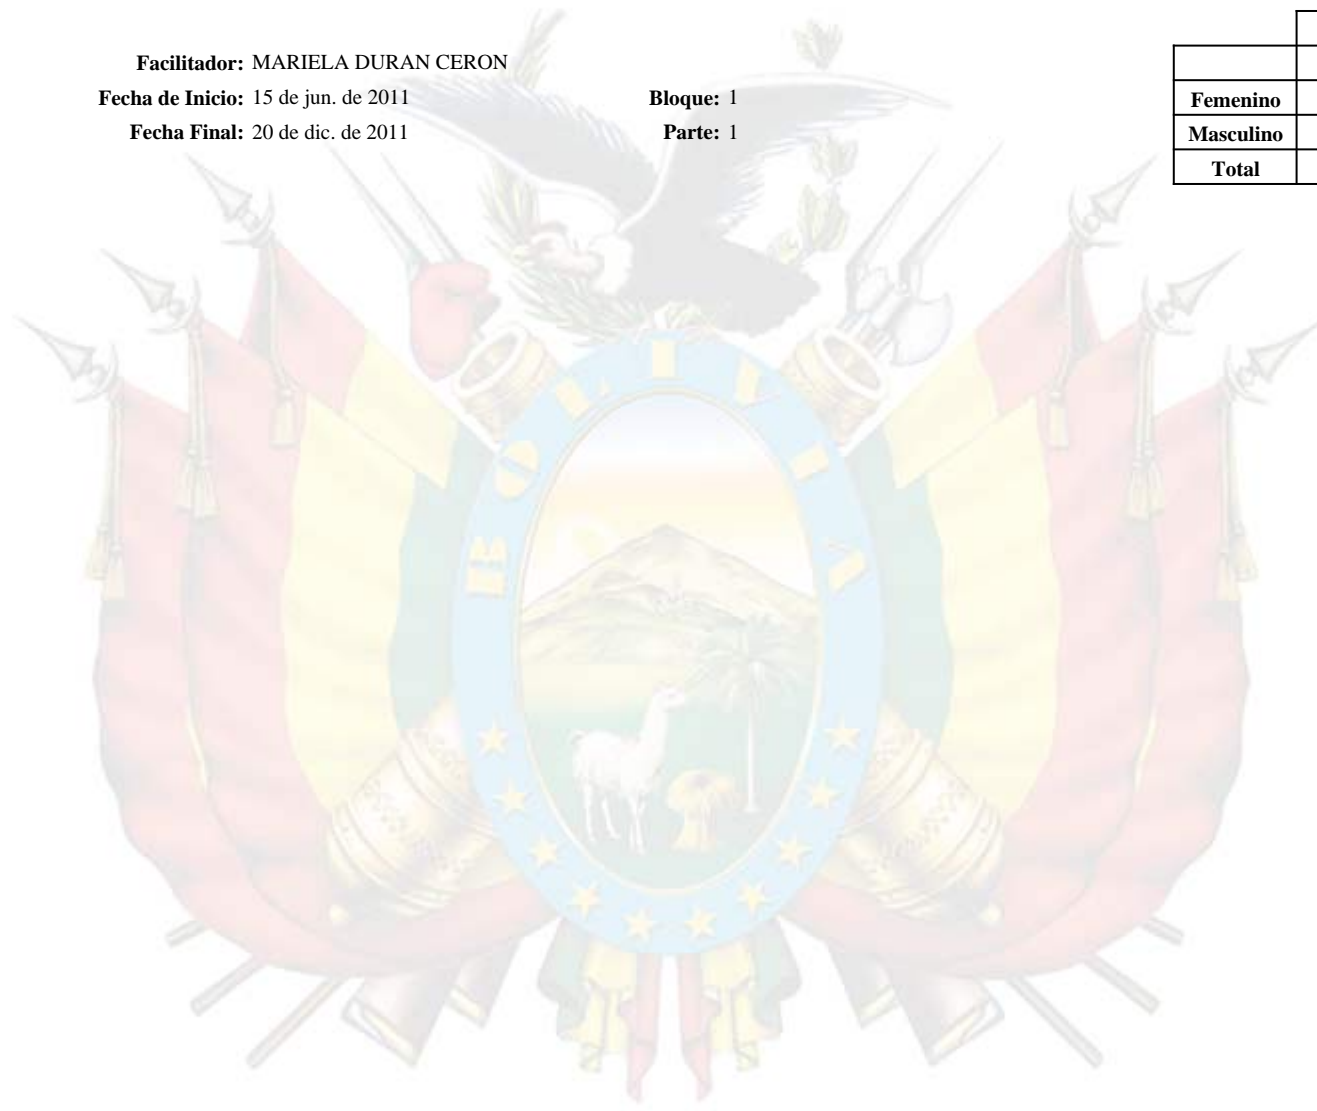 Facilitador: MARIELA DURAN CERON
Fecha de Inicio: 15 de jun. de 2011 Bloque: 1
Fecha Final: 20 de dic. de 2011 Parte: 1
Femenino
Masculino
Total
BOLIVIA